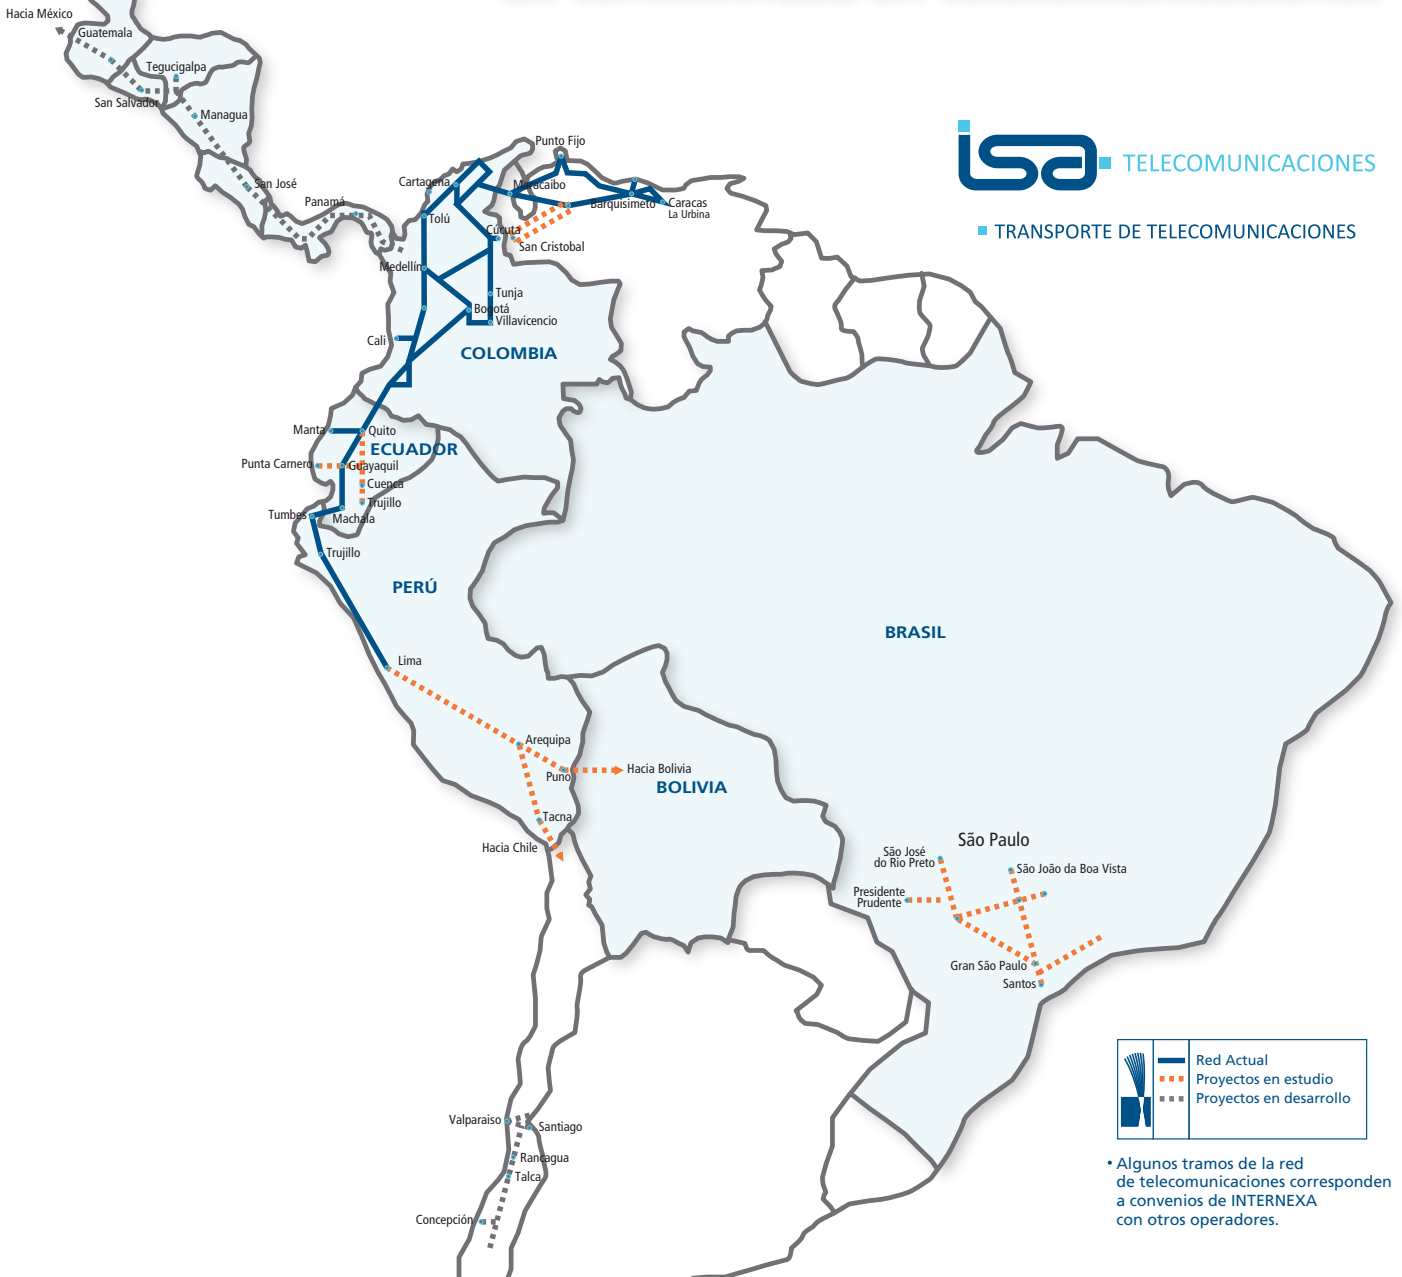 Hacia México
Guatemala
Tegucigalpa
San Salvador
Managua
San José
Panamá
isa TELECOMUNICACIONES
TRANSPORTE DE TELECOMUNICACIONES
Punto Fijo
Cartagena
Maracaibo
Barquisimeto
Caracas
La Urbina
Tolú
Cúcuta
San Cristobal
Medellín
Tunja
Bogotá
Villavicencio
Cali
COLOMBIA
Manta
Quito
ECUADOR
Punta Carnero
Guayaquil
Cuenca
Trujillo
Tumbes
Machala
Trujillo
PERÚ
BRASIL
Lima
Arequipa
Puno
Hacia Bolivia
BOLIVIA
Tacna
Hacia Chile
São Paulo
São José
do Rio Preto
São João da Boa Vista
Presidente
Prudente
Gran São Paulo
Santos
Red Actual
Proyectos en estudio
Proyectos en desarrollo
Valparaiso
Santiago
Rancagua
Talca
Concepción
• Algunos tramos de la red
de telecomunicaciones corresponden
a convenios de INTERNEXA
con otros operadores.